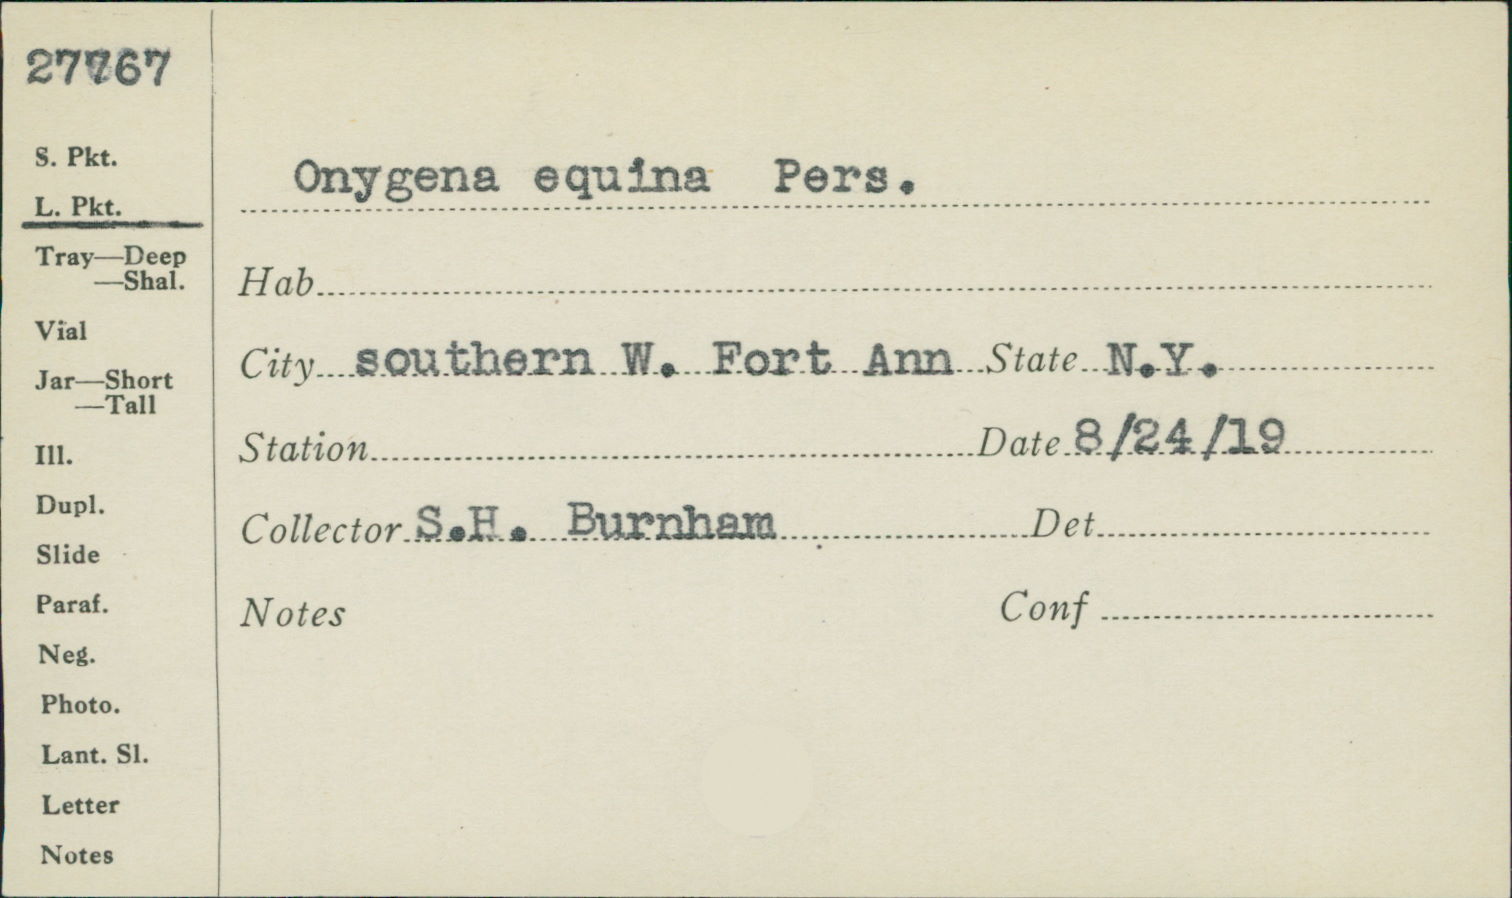 27767
S. Pkt.
L. Pkt.
Tray—Deep
—Shal.
Vial
Jar—Short
—Tall
Ill.
Dupl.
Slide
Paraf.
Neg.
Photo.
Lant. Sl.
Letter
Notes
Onygena equina Pers.
Hab
City southern W. Fort Ann State N.Y.
Station Date 8/24/19
Collector S.H. Burnham Det
Notes Conf